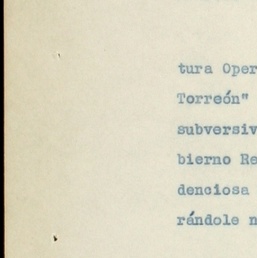 tura Oper
Torreón"
subversiv
bierno Re
denciosa
rándole n